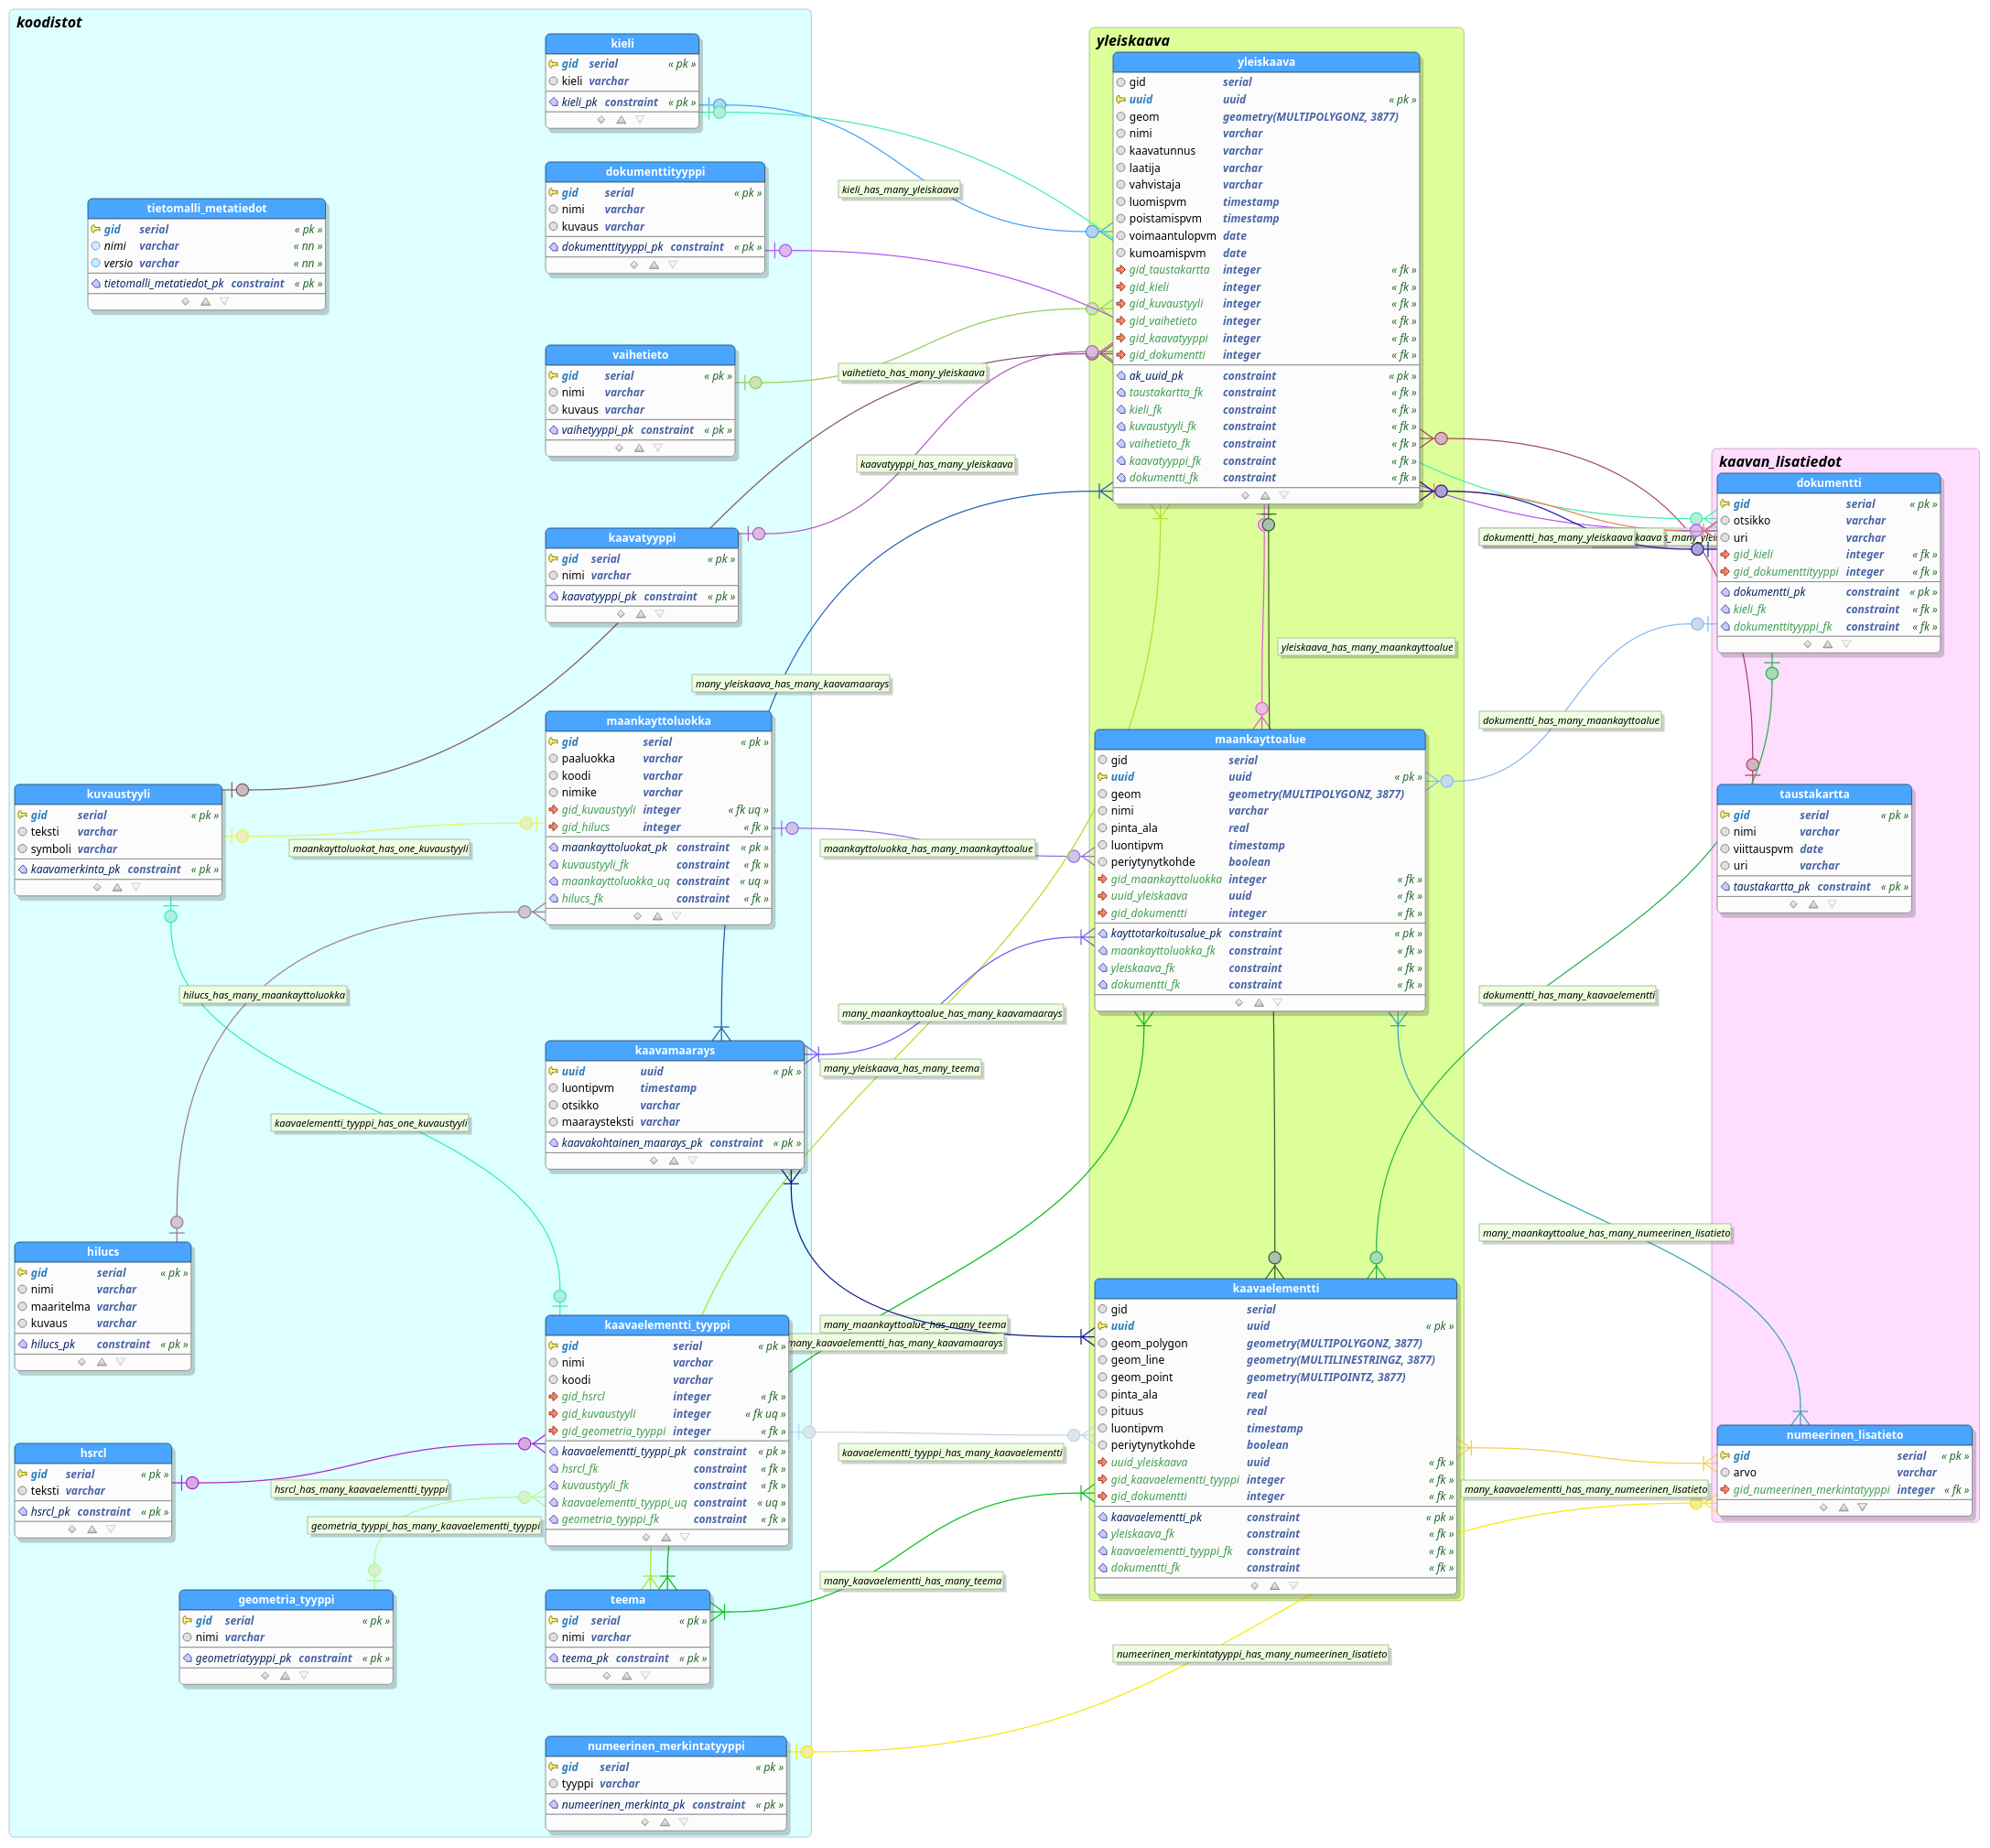 koodistot
kieli
gid serial « pk »
kieli varchar
kieli_pk constraint « pk »
dokumenttityyppi
gid serial « pk »
nimi varchar
kuvaus varchar
dokumenttityyppi_pk constraint « pk »
tietomalli_metatiedot
gid serial « pk »
nimi varchar « nn »
versio varchar « nn »
tietomalli_metatiedot_pk constraint « pk »
vaihetieto
gid serial « pk »
nimi varchar
kuvaus varchar
vaihetyyppi_pk constraint « pk »
kaavatyyppi
gid serial « pk »
nimi varchar
kaavatyyppi_pk constraint « pk »
maankayttoluokka
gid serial « pk »
paaluokka varchar
koodi varchar
nimike varchar
gid_kuvaustyyli integer « fk uq »
gid_hilucs integer « fk »
maankayttoluokat_pk constraint « pk »
kuvaustyyli_fk constraint « fk »
maankayttoluokka_uq constraint « uq »
hilucs_fk constraint « fk »
kuvaustyyli
gid serial « pk »
teksti varchar
symboli varchar
kaavamerkinta_pk constraint « pk »
maankayttoluokat_has_one_kuvaustyyli
hilucs_has_many_maankayttoluokka
kaavamaarays
uuid uuid « pk »
luontipvm timestamp
otsikko varchar
maaraysteksti varchar
kaavakohtainen_maarays_pk constraint « pk »
kaavaelementti_tyyppi_has_one_kuvaustyyli
hilucs
gid serial « pk »
nimi varchar
maaritelma varchar
kuvaus varchar
hilucs_pk constraint « pk »
kaavaelementti_tyyppi
gid serial « pk »
nimi varchar
koodi varchar
gid_hsrcl integer « fk »
gid_kuvaustyyli integer « fk uq »
gid_geometria_tyyppi integer « fk »
kaavaelementti_tyyppi_pk constraint « pk »
hsrcl_fk constraint « fk »
kuvaustyyli_fk constraint « fk »
kaavaelementti_tyyppi_uq constraint « uq »
geometria_tyyppi_fk constraint « fk »
hsrcl
gid serial « pk »
teksti varchar
hsrcl_pk constraint « pk »
hsrcl_has_many_kaavaelementti_tyyppi
geometria_tyyppi_has_many_kaavaelementti_tyyppi
geometria_tyyppi
gid serial « pk »
nimi varchar
geometriatyyppi_pk constraint « pk »
teema
gid serial « pk »
nimi varchar
teema_pk constraint « pk »
numeerinen_merkintatyyppi
gid serial « pk »
tyyppi varchar
numeerinen_merkinta_pk constraint « pk »
kieli_has_many_yleiskaava
vaihetieto_has_many_yleiskaava
kaavatyyppi_has_many_yleiskaava
many_yleiskaava_has_many_kaavamaarays
maankayttoluokka_has_many_maankayttoalue
many_maankayttoalue_has_many_kaavamaarays
many_yleiskaava_has_many_teema
many_maankayttoalue_has_many_teema
many_kaavaelementti_has_many_kaavamaarays
kaavaelementti_tyyppi_has_many_kaavaelementti
many_kaavaelementti_has_many_teema
numeerinen_merkintatyyppi_has_many_numeerinen_lisatieto
yleiskaava
yleiskaava
gid serial
uuid uuid « pk »
geom geometry(MULTIPOLYGONZ, 3877)
nimi varchar
kaavatunnus varchar
laatija varchar
vahvistaja varchar
luomispvm timestamp
poistamispvm timestamp
voimaantulopvm date
kumoamispvm date
gid_taustakartta integer « fk »
gid_kieli integer « fk »
gid_kuvaustyyli integer « fk »
gid_vaihetieto integer « fk »
gid_kaavatyyppi integer « fk »
gid_dokumentti integer « fk »
ak_uuid_pk constraint « pk »
taustakartta_fk constraint « fk »
kieli_fk constraint « fk »
kuvaustyyli_fk constraint « fk »
vaihetieto_fk constraint « fk »
kaavatyyppi_fk constraint « fk »
dokumentti_fk constraint « fk »
yleiskaava_has_many_maankayttoalue
maankayttoalue
gid serial
uuid uuid « pk »
geom geometry(MULTIPOLYGONZ, 3877)
nimi varchar
pinta_ala real
luontipvm timestamp
periytynytkohde boolean
gid_maankayttoluokka integer « fk »
uuid_yleiskaava uuid « fk »
gid_dokumentti integer « fk »
kayttotarkoitusalue_pk constraint « pk »
maankayttoluokka_fk constraint « fk »
yleiskaava_fk constraint « fk »
dokumentti_fk constraint « fk »
kaavaelementti
gid serial
uuid uuid « pk »
geom_polygon geometry(MULTIPOLYGONZ, 3877)
geom_line geometry(MULTILINESTRINGZ, 3877)
geom_point geometry(MULTIPOINTZ, 3877)
pinta_ala real
pituus real
luontipvm timestamp
periytynytkohde boolean
uuid_yleiskaava uuid « fk »
gid_kaavaelementti_tyyppi integer « fk »
gid_dokumentti integer « fk »
kaavaelementti_pk constraint « pk »
yleiskaava_fk constraint « fk »
kaavaelementti_tyyppi_fk constraint « fk »
dokumentti_fk constraint « fk »
dokumentti_has_many_yleiskaava
dokumentti_has_many_maankayttoalue
dokumentti_has_many_kaavaelementti
many_maankayttoalue_has_many_numeerinen_lisatieto
many_kaavaelementti_has_many_numeerinen_lisatieto
kaavan_lisatiedot
dokumentti
gid serial « pk »
otsikko varchar
uri varchar
gid_kieli integer « fk »
gid_dokumenttityyppi integer « fk »
dokumentti_pk constraint « pk »
kieli_fk constraint « fk »
dokumenttityyppi_fk constraint « fk »
taustakartta
gid serial « pk »
nimi varchar
viittauspvm date
uri varchar
taustakartta_pk constraint « pk »
numeerinen_lisatieto
gid serial « pk »
arvo varchar
gid_numeerinen_merkintatyyppi integer « fk »